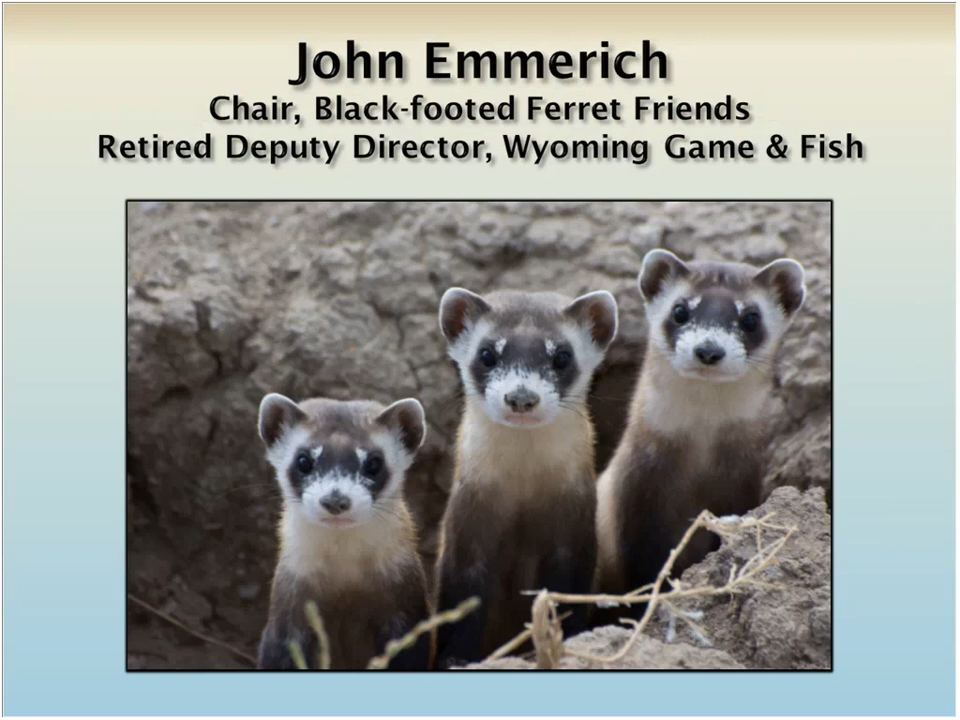 John Emmerich
Chair, Black-footed Ferret Friends
Retired Deputy Director, Wyoming Game & Fish